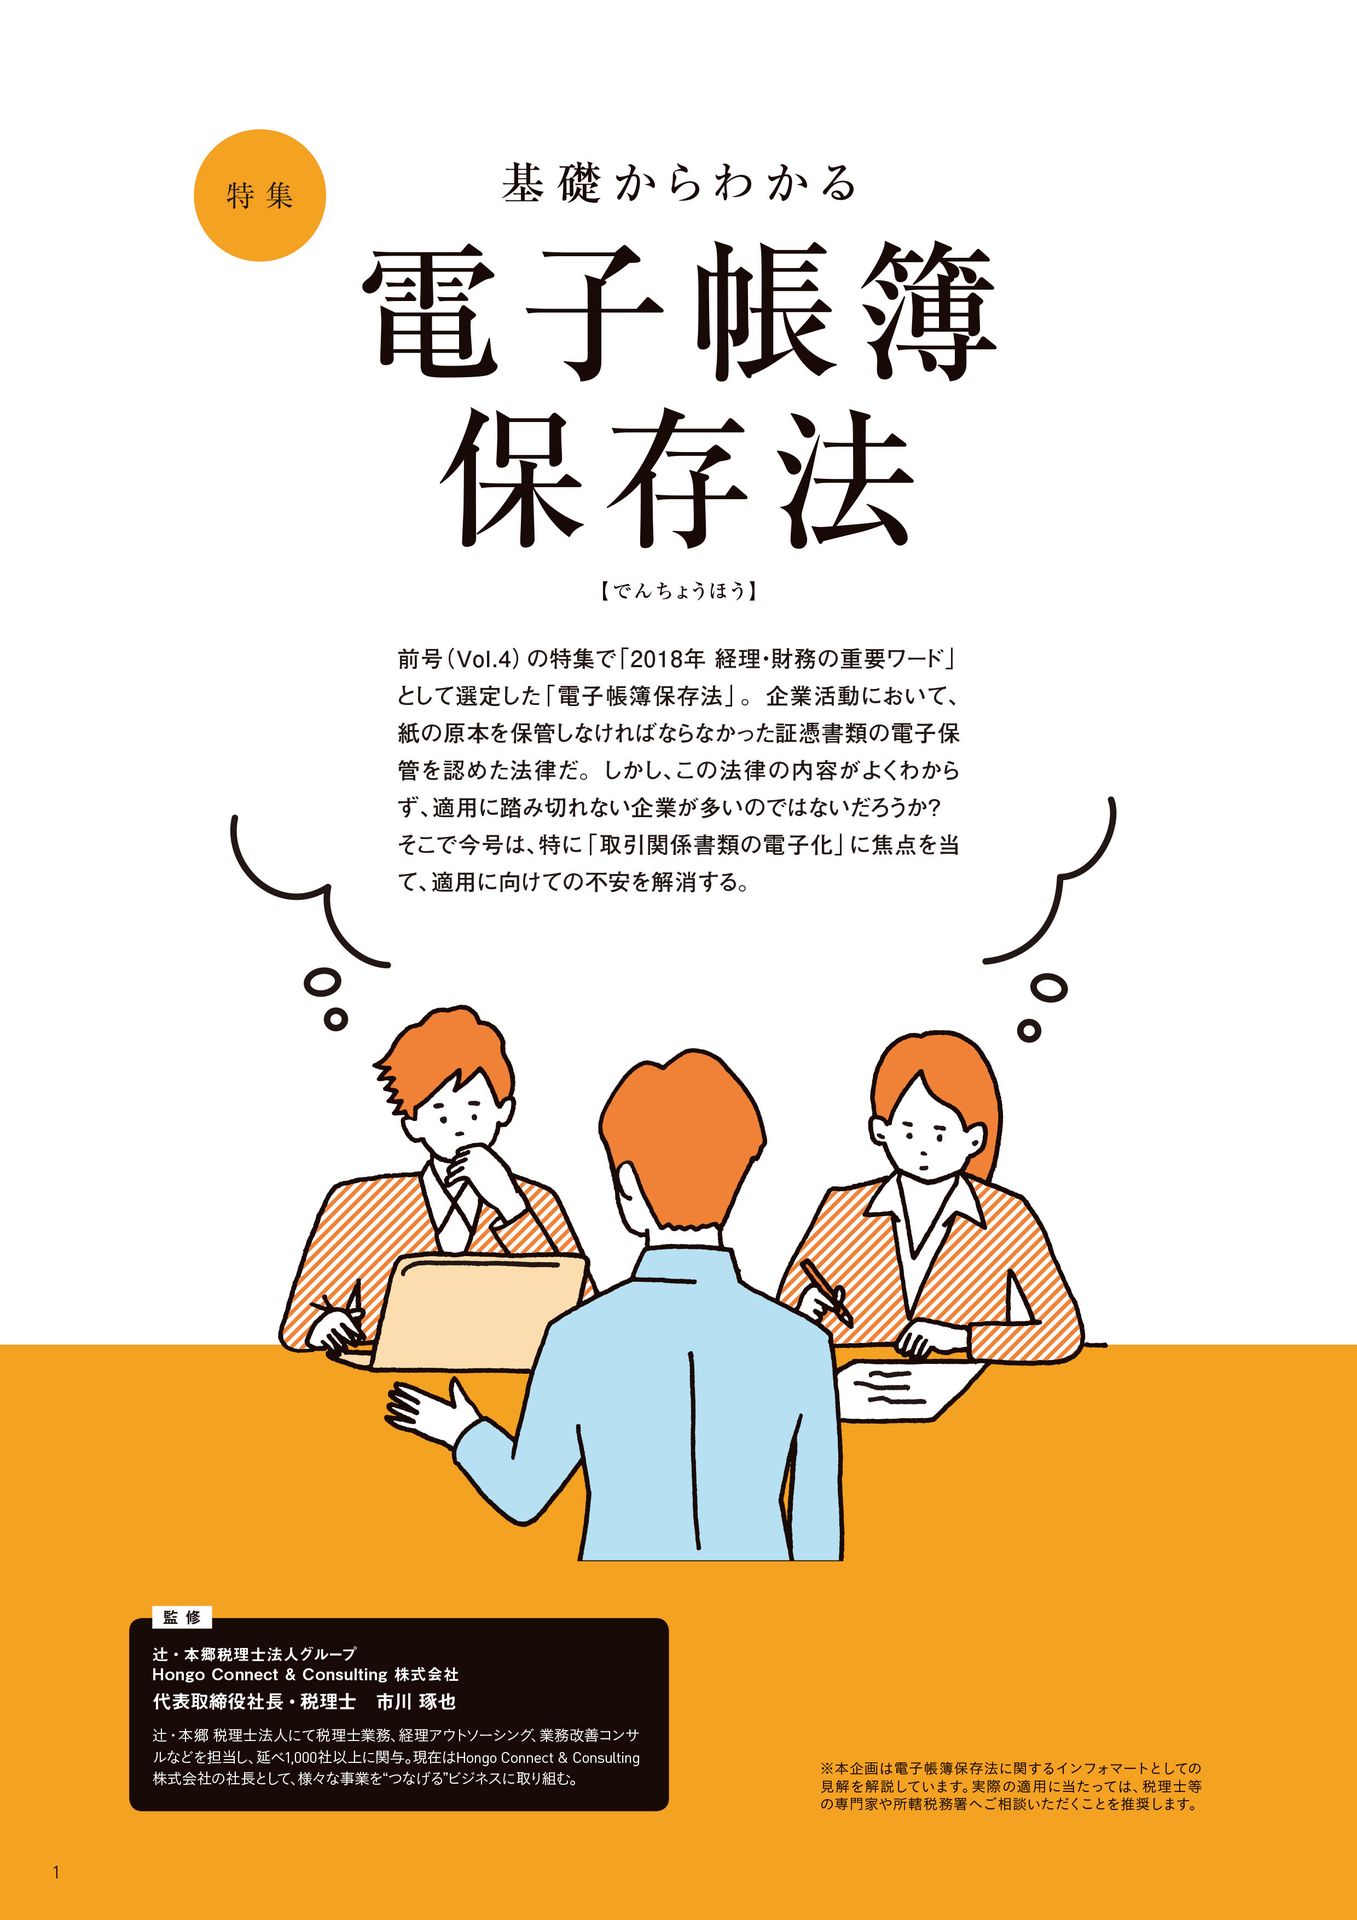 特集
基礎からわかる
電子帳簿
保存法
【でんちょうほう】
前号(Vol.4)の特集で「2018年 経理・財務の重要ワード」
として選定した「電子帳簿保存法」。企業活動において、
紙の原本を保管しなければならなかった証憑書類の電子保
管を認めた法律だ。しかし、この法律の内容がよくわから
ず、適用に踏み切れない企業が多いのではないだろうか?
そこで今号は、特に「取引関係書類の電子化」に焦点を当
て、適用に向けての不安を解消する。
監修
辻・本郷税理士法人グループ
Hongo Connect & Consulting 株式会社
代表取締役社長・税理士　市川 琢也
辻・本郷 税理士法人にて税理士業務、経理アウトソーシング、業務改善コンサ
ルなどを担当し、延べ1,000社以上に関与。現在はHongo Connect & Consulting
株式会社の社長として、様々な事業を“つなげる”ビジネスに取り組む。
※本企画は電子帳簿保存法に関するインフォマートとしての
見解を解説しています。実際の適用に当たっては、税理士等
の専門家や所轄税務署へご相談いただくことを推奨します。
1